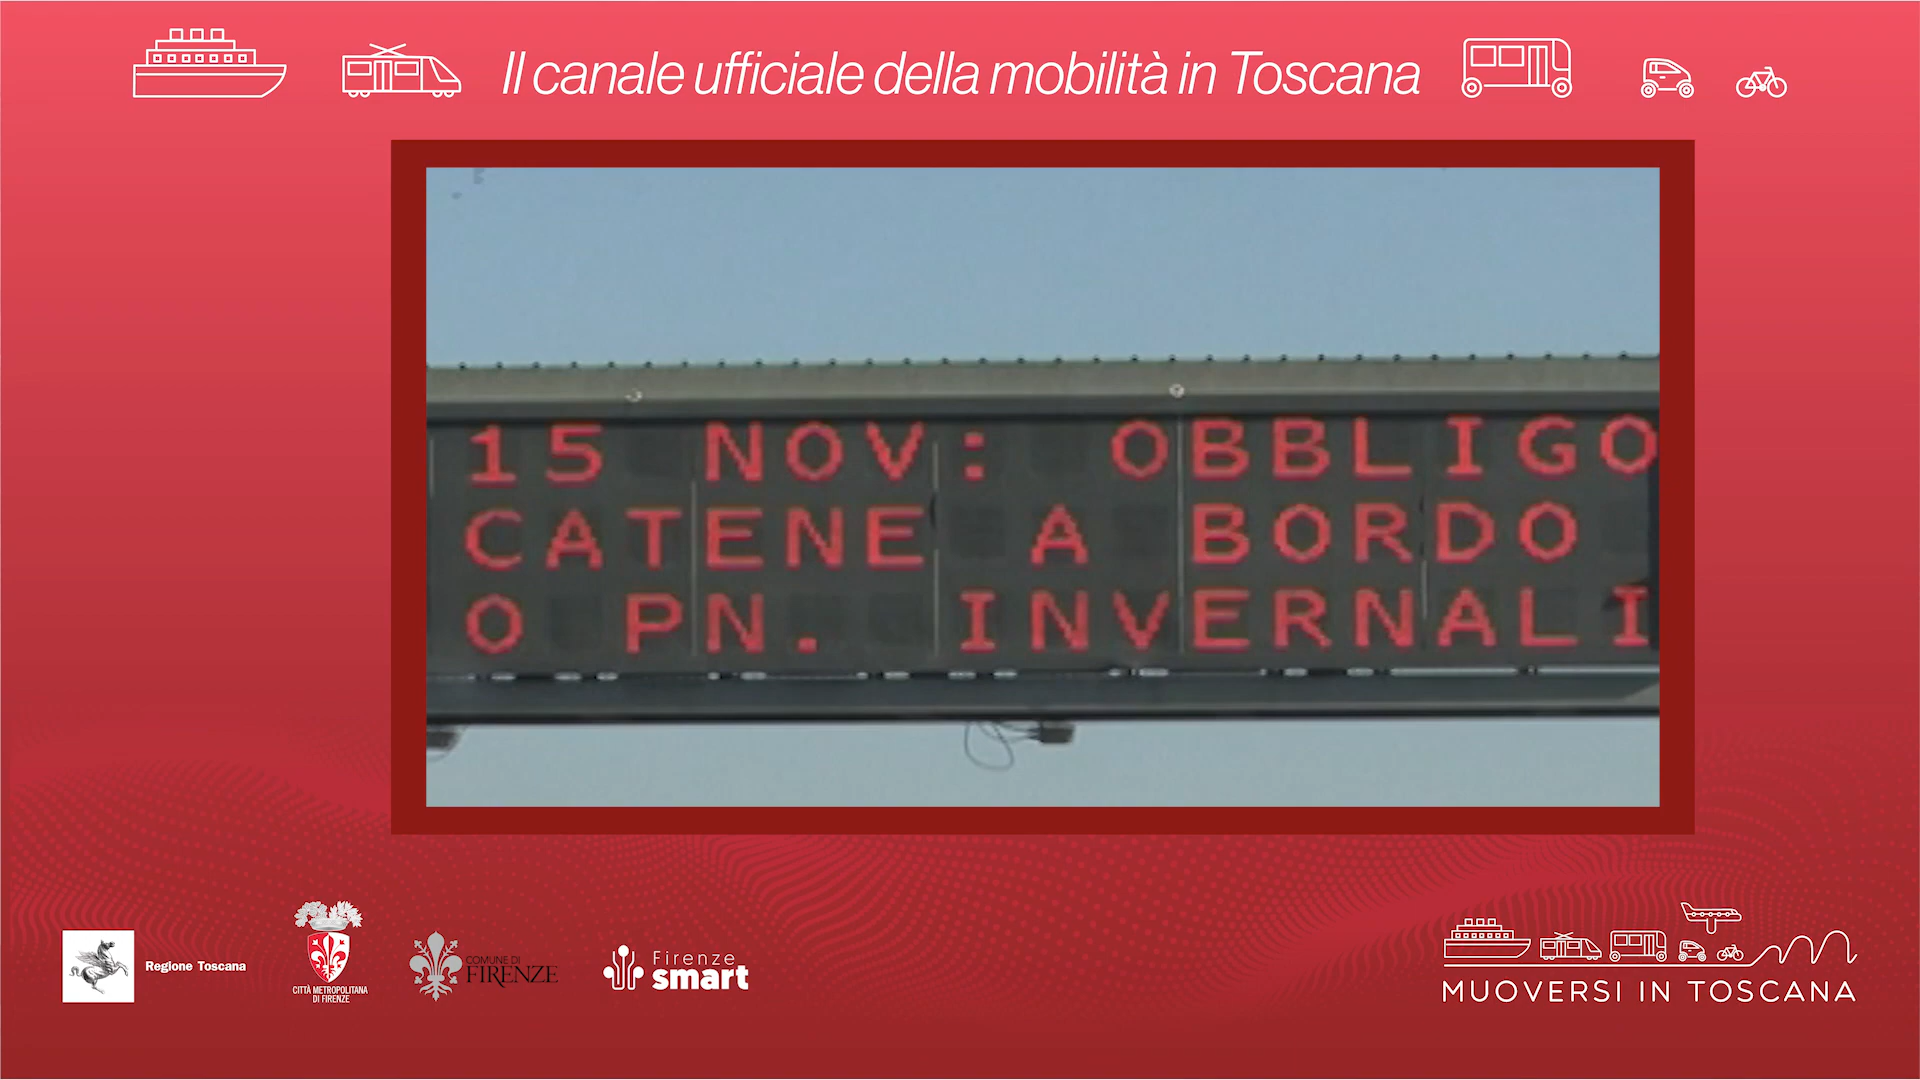 Il canale ufficiale della mobilità in Toscana
15 NOV: OBBLIGO
CATENE A BORDO
O PN. INVERNALI
Regione Toscana
CITTÀ METROPOLITANA
DI FIRENZE
COMUNE DI
FIRENZE
Firenze
smart
MUOVERSI IN TOSCANA